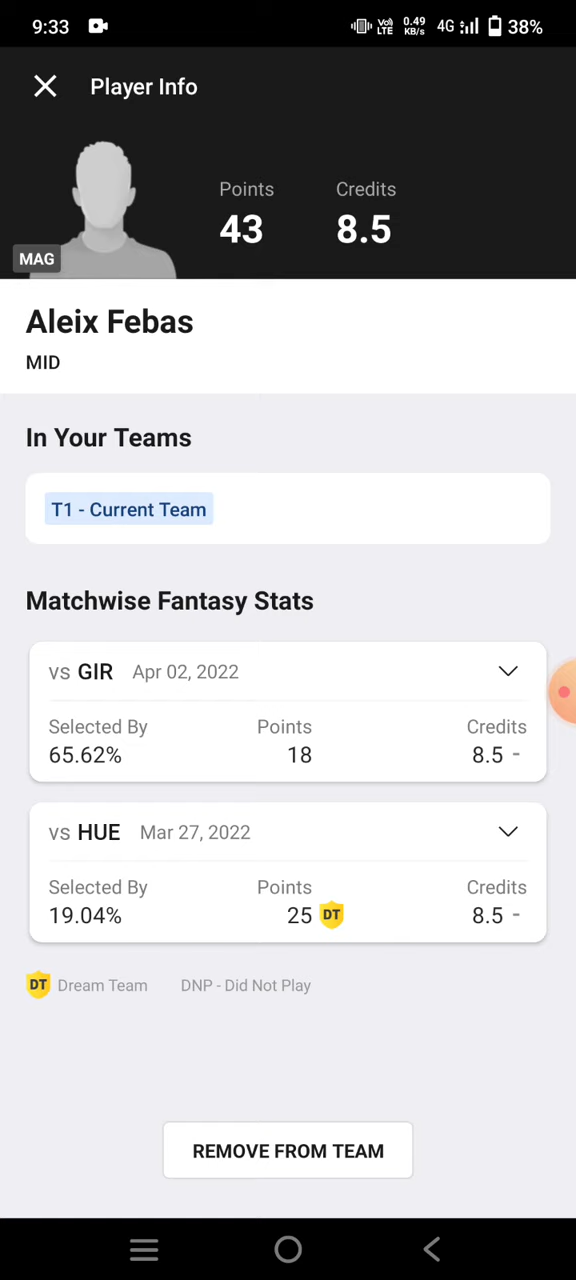 9:33 Vo) LTE 0.49 KB/s 4G 38%
Player Info
Points Credits
43 8.5
MAG
Aleix Febas
MID
In Your Teams
T1 - Current Team
Matchwise Fantasy Stats
vs GIR Apr 02, 2022
Selected By Points Credits
65.62% 18 8.5 -
vs HUE Mar 27, 2022
Selected By Points Credits
19.04% 25 DT 8.5 -
DT Dream Team DNP - Did Not Play
REMOVE FROM TEAM